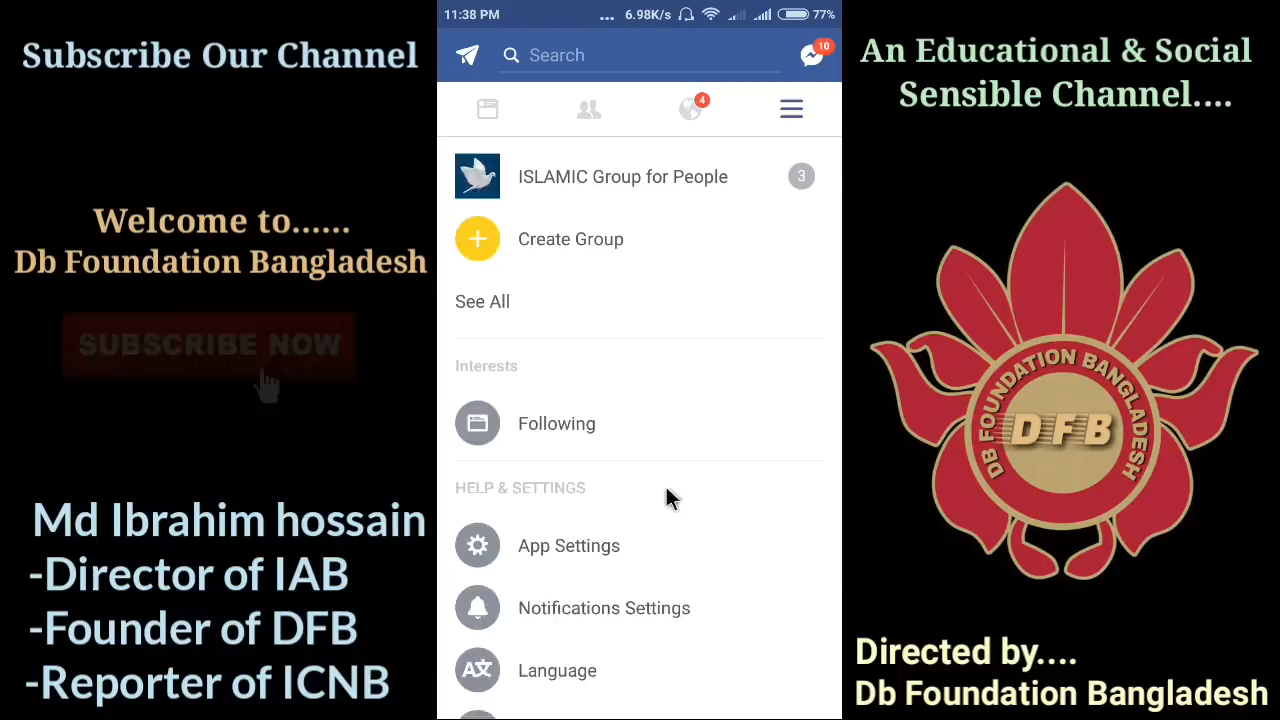 Subscribe Our Channel
Welcome to......
Db Foundation Bangladesh
SUBSCRIBE NOW
Md Ibrahim hossain
-Director of IAB
-Founder of DFB
-Reporter of ICNB
11:38 PM
... 6.98K/s
77%
Search
10
4
ISLAMIC Group for People
3
Create Group
See All
Interests
Following
HELP & SETTINGS
App Settings
Notifications Settings
A文
Language
An Educational & Social
Sensible Channel....
DB FOUNDATION BANGLADESH
DFB
Directed by....
Db Foundation Bangladesh